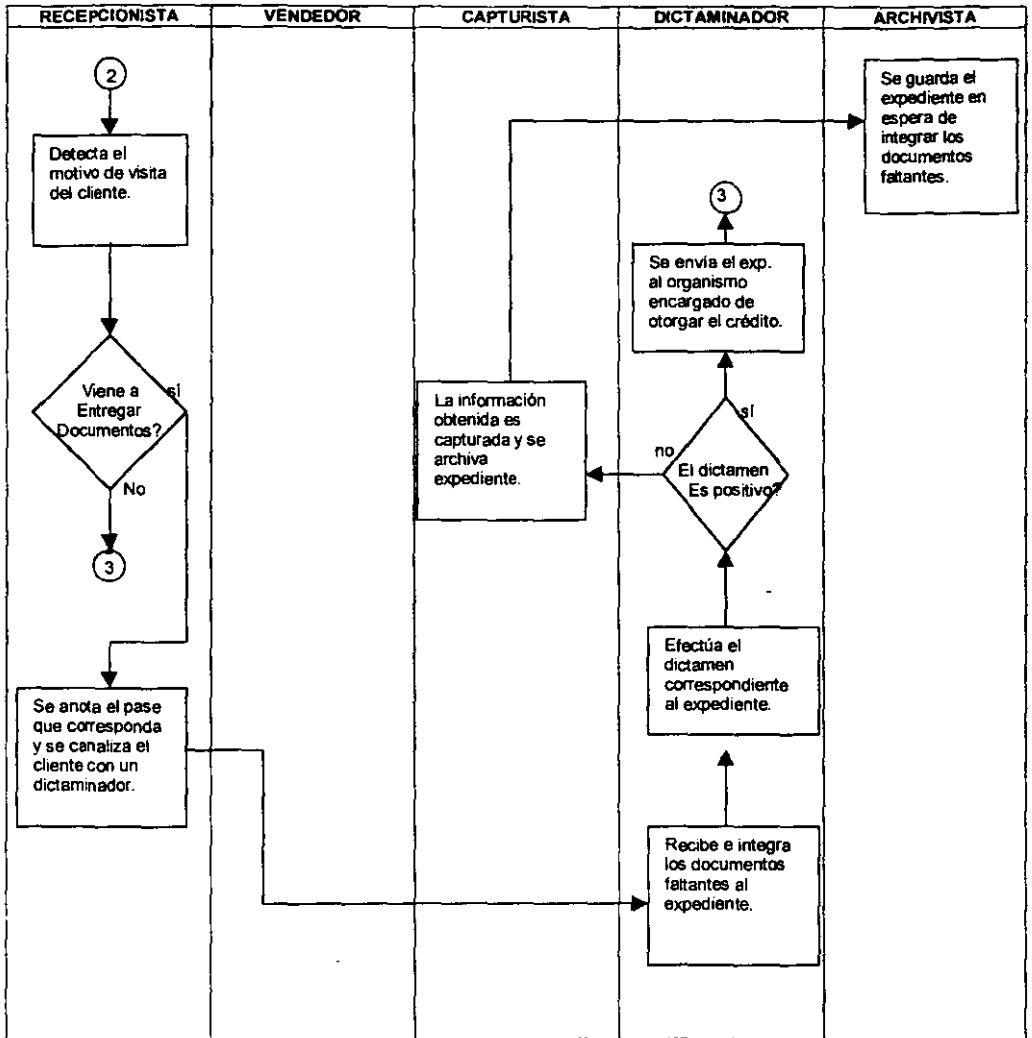 RECEPCIONISTA
VENDEDOR
CAPTURISTA
DICTAMINADOR
ARCHIVISTA
2
Detecta el
motivo de visita
del cliente.
Viene a
Entregar
Documentos?
sí
No
3
Se anota el pase
que corresponda
y se canaliza el
cliente con un
dictaminador.
La información
obtenida es
capturada y se
archiva
expediente.
3
Se envía el exp.
al organismo
encargado de
otorgar el crédito.
sí
no
El dictamen
Es positivo?
Efectúa el
dictamen
correspondiente
al expediente.
Recibe e integra
los documentos
faltantes al
expediente.
Se guarda el
expediente en
espera de
integrar los
documentos
faltantes.